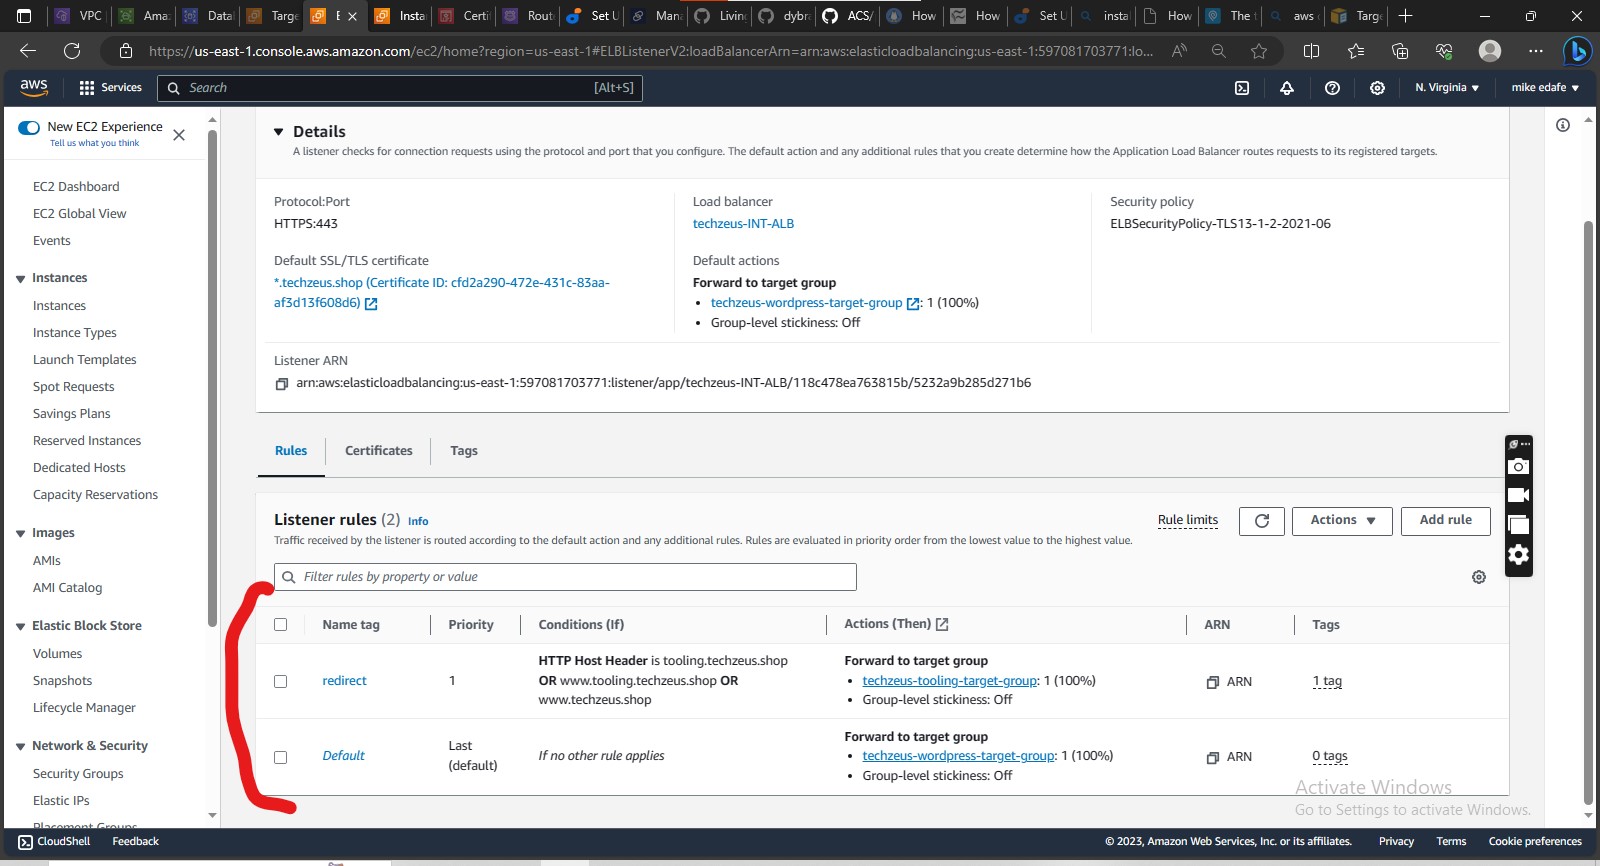 VPC
Ama
Data
Targe
E
Insta
Certi
Rout
Set U
Mana
Livin
dybra
ACS/
How
How
Set U
insta
How
The
aws
Targe
https://us-east-1.console.aws.amazon.com/ec2/home?region=us-east-1#ELBListenerV2:loadBalancerArn=arn:aws:elasticloadbalancing:us-east-1:597081703771:lo...
aws
Services
Search
[Alt+S]
N. Virginia
mike edafe
New EC2 Experience
Tell us what you think
EC2 Dashboard
EC2 Global View
Events
Instances
Instances
Instance Types
Launch Templates
Spot Requests
Savings Plans
Reserved Instances
Dedicated Hosts
Capacity Reservations
Images
AMIs
AMI Catalog
Elastic Block Store
Volumes
Snapshots
Lifecycle Manager
Network & Security
Security Groups
Elastic IPs
Placement Groups
Details
A listener checks for connection requests using the protocol and port that you configure. The default action and any additional rules that you create determine how the Application Load Balancer routes requests to its registered targets.
Protocol:Port
HTTPS:443
Load balancer
techzeus-INT-ALB
Security policy
ELBSecurityPolicy-TLS13-1-2-2021-06
Default SSL/TLS certificate
*.techzeus.shop (Certificate ID: cfd2a290-472e-431c-83aa-
af3d13f608d6)
Default actions
Forward to target group
• techzeus-wordpress-target-group : 1 (100%)
• Group-level stickiness: Off
Listener ARN
arn:aws:elasticloadbalancing:us-east-1:597081703771:listener/app/techzeus-INT-ALB/118c478ea763815b/5232a9b285d271b6
Rules
Certificates
Tags
Listener rules (2) Info
Traffic received by the listener is routed according to the default action and any additional rules. Rules are evaluated in priority order from the lowest value to the highest value.
Rule limits
Actions
Add rule
Filter rules by property or value
Name tag
Priority
Conditions (If)
Actions (Then)
ARN
Tags
redirect
1
HTTP Host Header is tooling.techzeus.shop
OR www.tooling.techzeus.shop OR
www.techzeus.shop
Forward to target group
• techzeus-tooling-target-group: 1 (100%)
• Group-level stickiness: Off
ARN
1 tag
Default
Last
(default)
If no other rule applies
Forward to target group
• techzeus-wordpress-target-group: 1 (100%)
• Group-level stickiness: Off
ARN
0 tags
Activate Windows
Go to Settings to activate Windows.
CloudShell
Feedback
© 2023, Amazon Web Services, Inc. or its affiliates.
Privacy
Terms
Cookie preferences